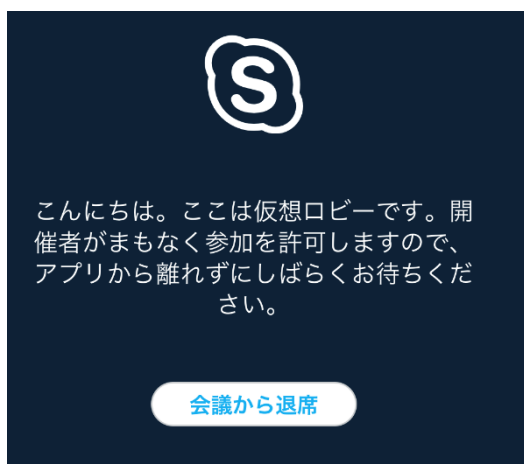 S
こんにちは。ここは仮想ロビーです。開
催者がまもなく参加を許可しますので、
アプリから離れずにしばらくお待ちくだ
さい。
会議から退席